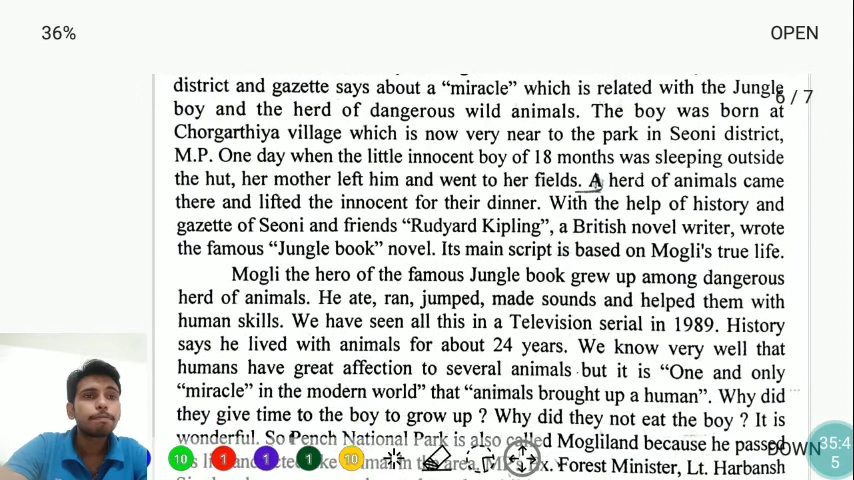 36%
OPEN
district and gazette says about a “miracle” which is related with the Jungle
6 / 7
boy and the herd of dangerous wild animals. The boy was born at
Chorgarthiya village which is now very near to the park in Seoni district,
M.P. One day when the little innocent boy of 18 months was sleeping outside
the hut, her mother left him and went to her fields. A herd of animals came
there and lifted the innocent for their dinner. With the help of history and
gazette of Seoni and friends “Rudyard Kipling”, a British novel writer, wrote
the famous “Jungle book” novel. Its main script is based on Mogli's true life.
Mogli the hero of the famous Jungle book grew up among dangerous
herd of animals. He ate, ran, jumped, made sounds and helped them with
human skills. We have seen all this in a Television serial in 1989. History
says he lived with animals for about 24 years. We know very well that
humans have great affection to several animals but it is “One and only
“miracle” in the modern world” that “animals brought up a human”. Why did
they give time to the boy to grow up ? Why did they not eat the boy ? It is
wonderful. So Pench National Park is also called Mogliland because he passed
DOWN
35:4
5
10 1 1 1 10
in the area, Forest Minister, Lt. Harbansh